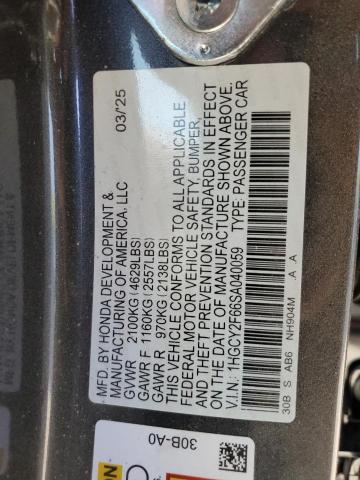 MFD. BY HONDA DEVELOPMENT &
MANUFACTURING OF AMERICA, LLC 03/'25
GVWR 2100KG (4629LBS)
GAWR F 1160KG (2557LBS)
GAWR R 970KG (2138LBS)
THIS VEHICLE CONFORMS TO ALL APPLICABLE
FEDERAL MOTOR VEHICLE SAFETY, BUMPER,
AND THEFT PREVENTION STANDARDS IN EFFECT
ON THE DATE OF MANUFACTURE SHOWN ABOVE.
V.I.N: 1HGCY2F66SA040059 TYPE: PASSENGER CAR
30B S AB6 NH904M A A
30B-A0